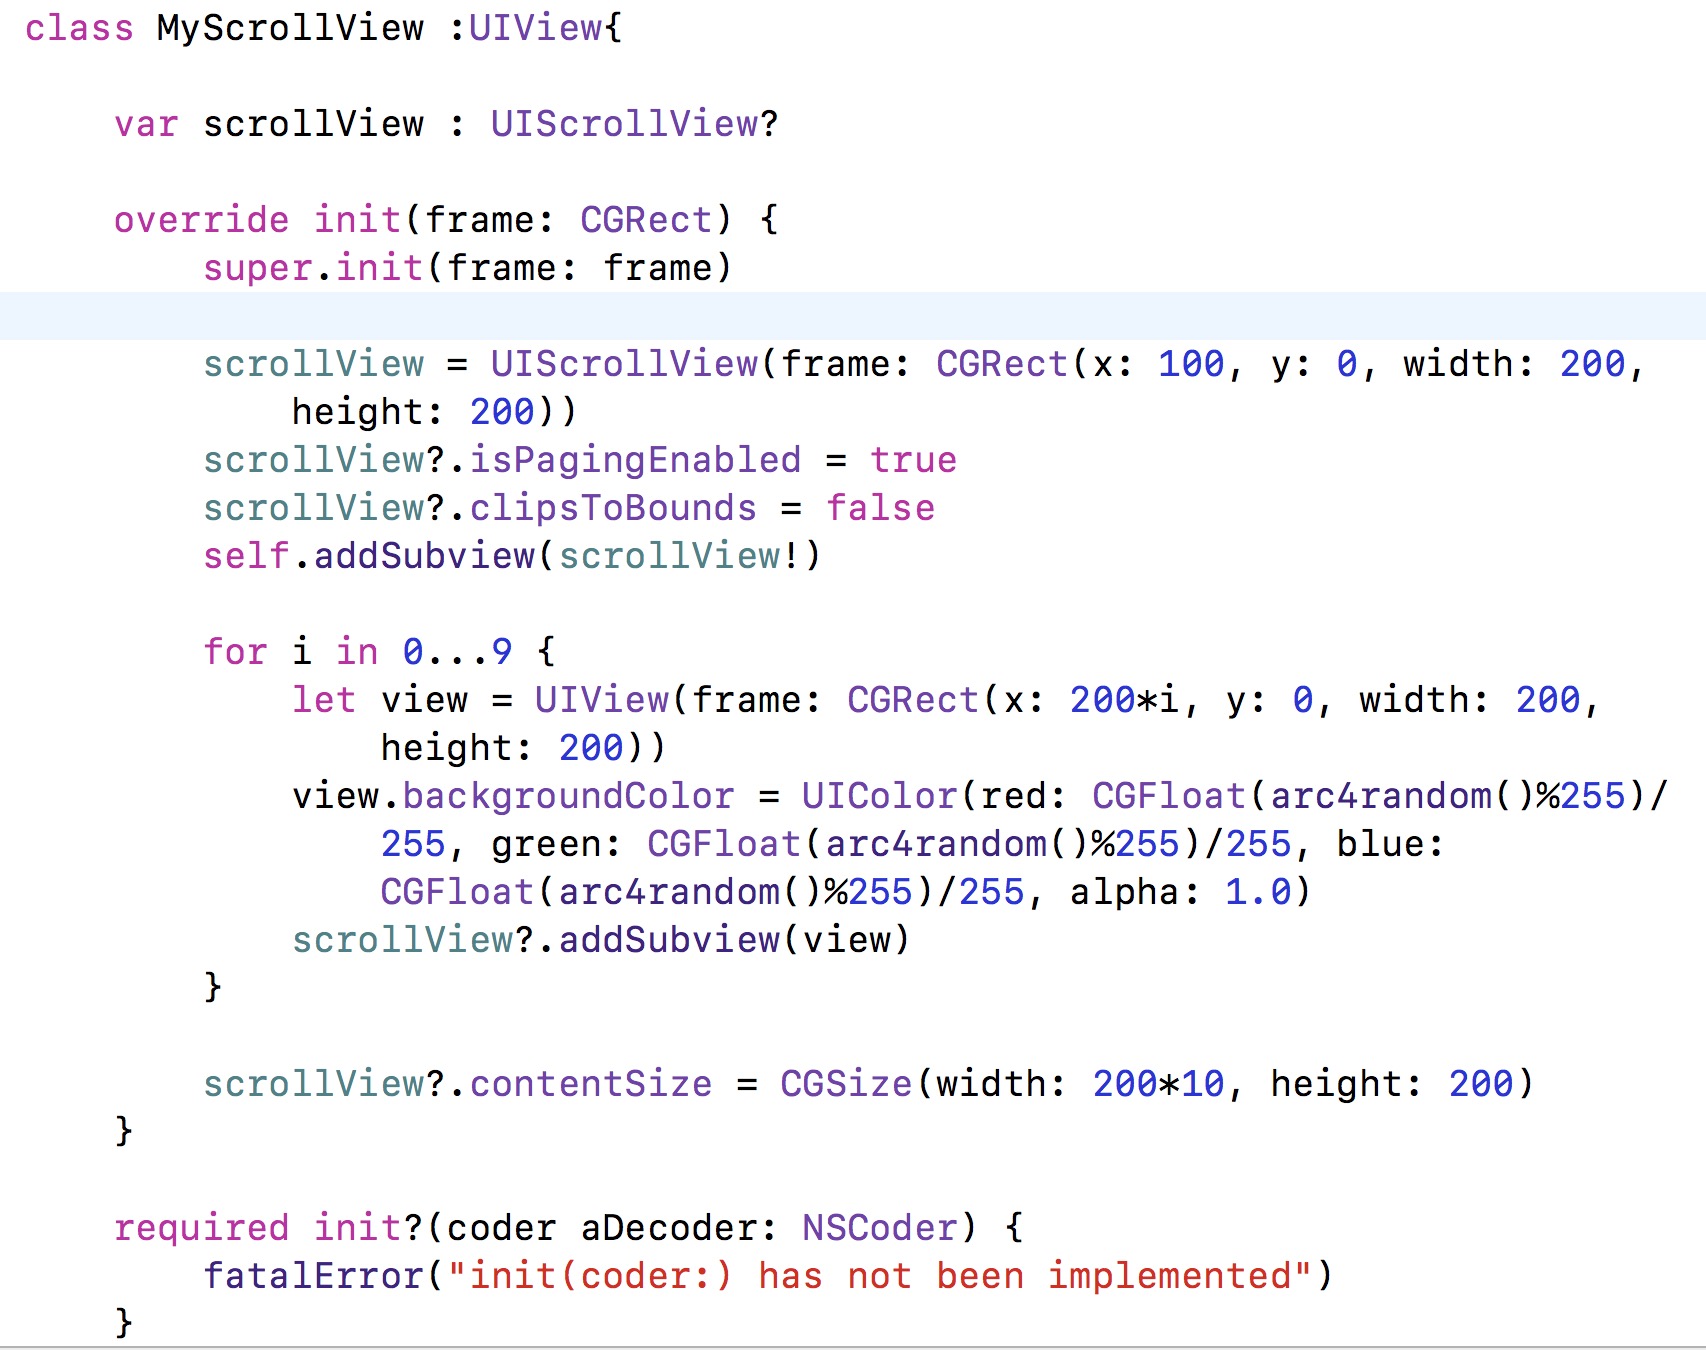 class MyScrollView :UIView{
var scrollView : UIScrollView?
override init(frame: CGRect) {
super.init(frame: frame)
scrollView = UIScrollView(frame: CGRect(x: 100, y: 0, width: 200,
height: 200))
scrollView?.isPagingEnabled = true
scrollView?.clipsToBounds = false
self.addSubview(scrollView!)
for i in 0...9 {
let view = UIView(frame: CGRect(x: 200*i, y: 0, width: 200,
height: 200))
view.backgroundColor = UIColor(red: CGFloat(arc4random()%255)/
255, green: CGFloat(arc4random()%255)/255, blue:
CGFloat(arc4random()%255)/255, alpha: 1.0)
scrollView?.addSubview(view)
}
scrollView?.contentSize = CGSize(width: 200*10, height: 200)
}
required init?(coder aDecoder: NSCoder) {
fatalError("init(coder:) has not been implemented")
}